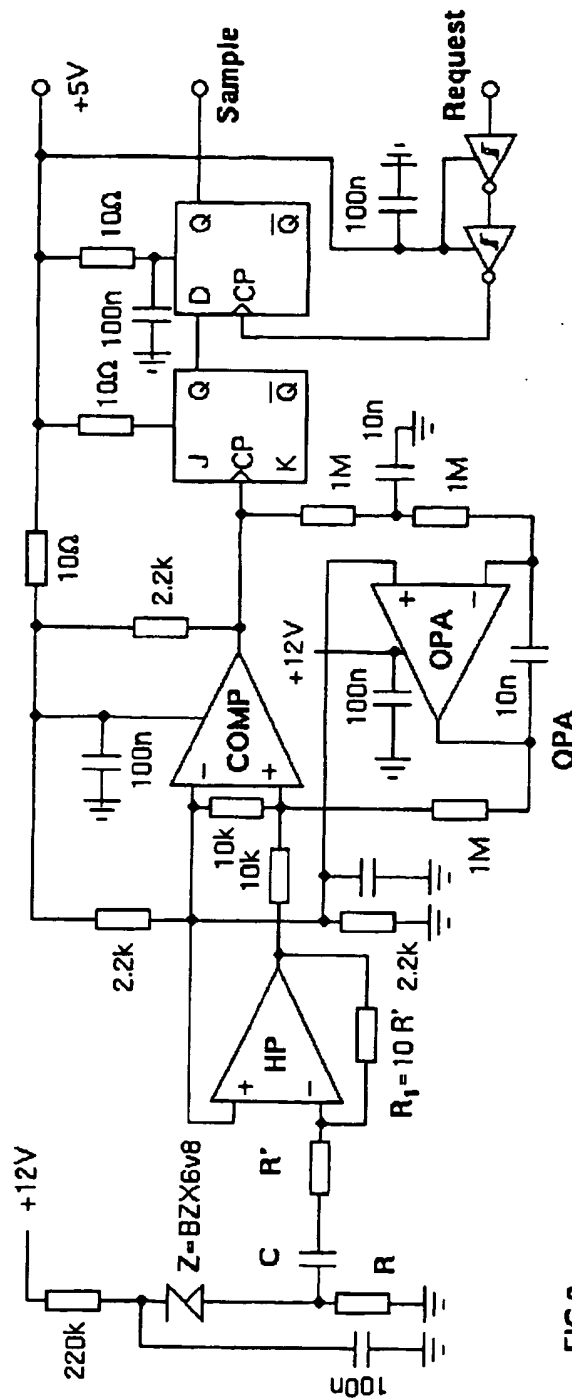 +12V
220k
Z=BZX6v8
100n
C
R
R'
HP
+
-
R₁=10 R'
2.2k
2.2k
10k
10k
100n
COMP
-
+
2.2k
10Ω
10Ω
J
CP
K
Q
Q̅
10Ω
100n
D
CP
Q
Q̅
+5V
Sample
100n
Request
1M
10n
1M
+12V
100n
OPA
+
-
10n
1M
OPA